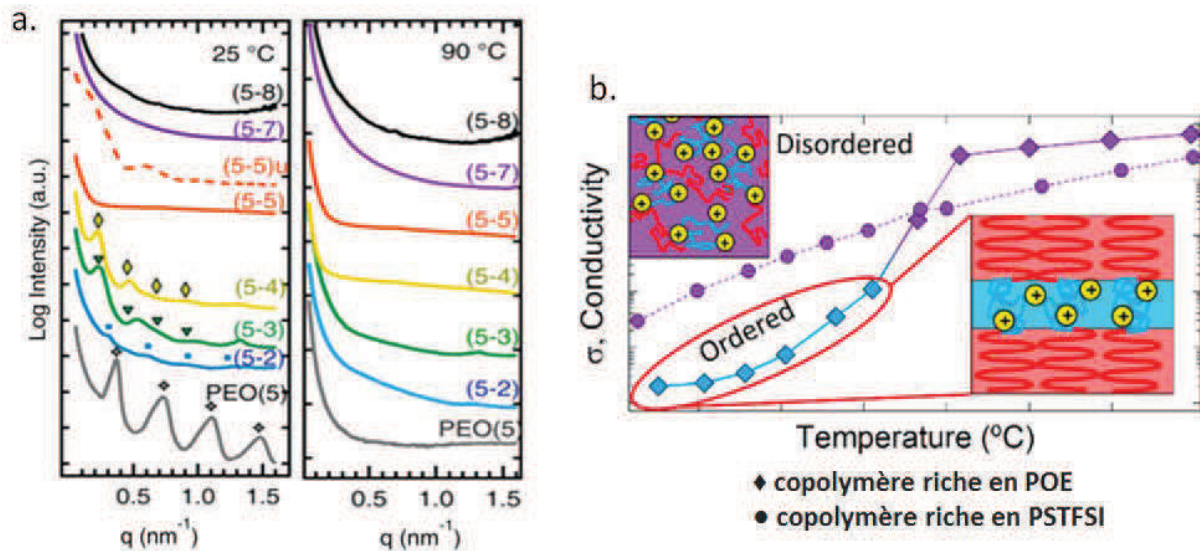 a.
25 °C
90 °C
(5-8)
(5-7)
(5-5)u
(5-5)
(5-4)
(5-3)
(5-2)
PEO(5)
(5-8)
(5-7)
(5-5)
(5-4)
(5-3)
(5-2)
PEO(5)
Log Intensity (a.u.)
0.5 1.0 1.5
0.5 1.0 1.5
q (nm⁻¹)
q (nm⁻¹)
b.
Disordered
Ordered
σ, Conductivity
Temperature (ºC)
♦ copolymère riche en POE
● copolymère riche en PSTFSI